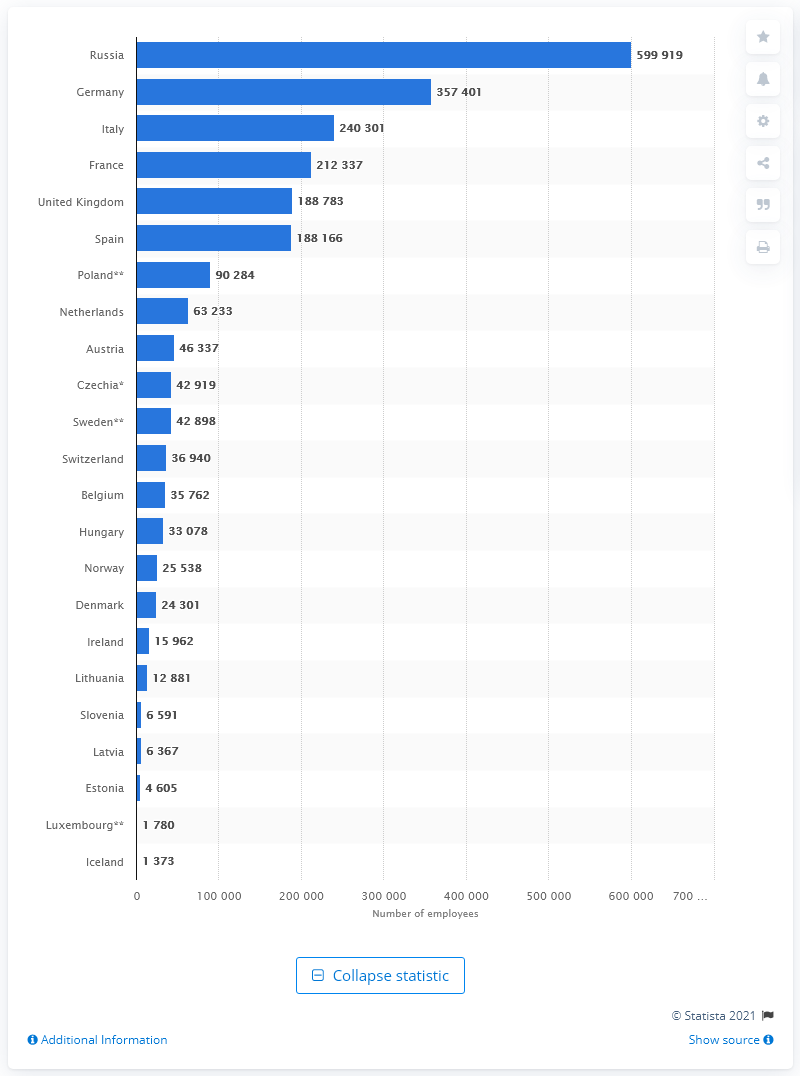 Russia 599 919
Germany 357 401
Italy 240 301
France 212 337
United Kingdom 188 783
Spain 188 166
Poland** 90 284
Netherlands 63 233
Austria 46 337
Czechia* 42 919
Sweden** 42 898
Switzerland 36 940
Belgium 35 762
Hungary 33 078
Norway 25 538
Denmark 24 301
Ireland 15 962
Lithuania 12 881
Slovenia 6 591
Latvia 6 367
Estonia 4 605
Luxembourg** 1 780
Iceland 1 373
0 100 000 200 000 300 000 400 000 500 000 600 000 700 ...
Number of employees
Collapse statistic
© Statista 2021
Additional Information Show source